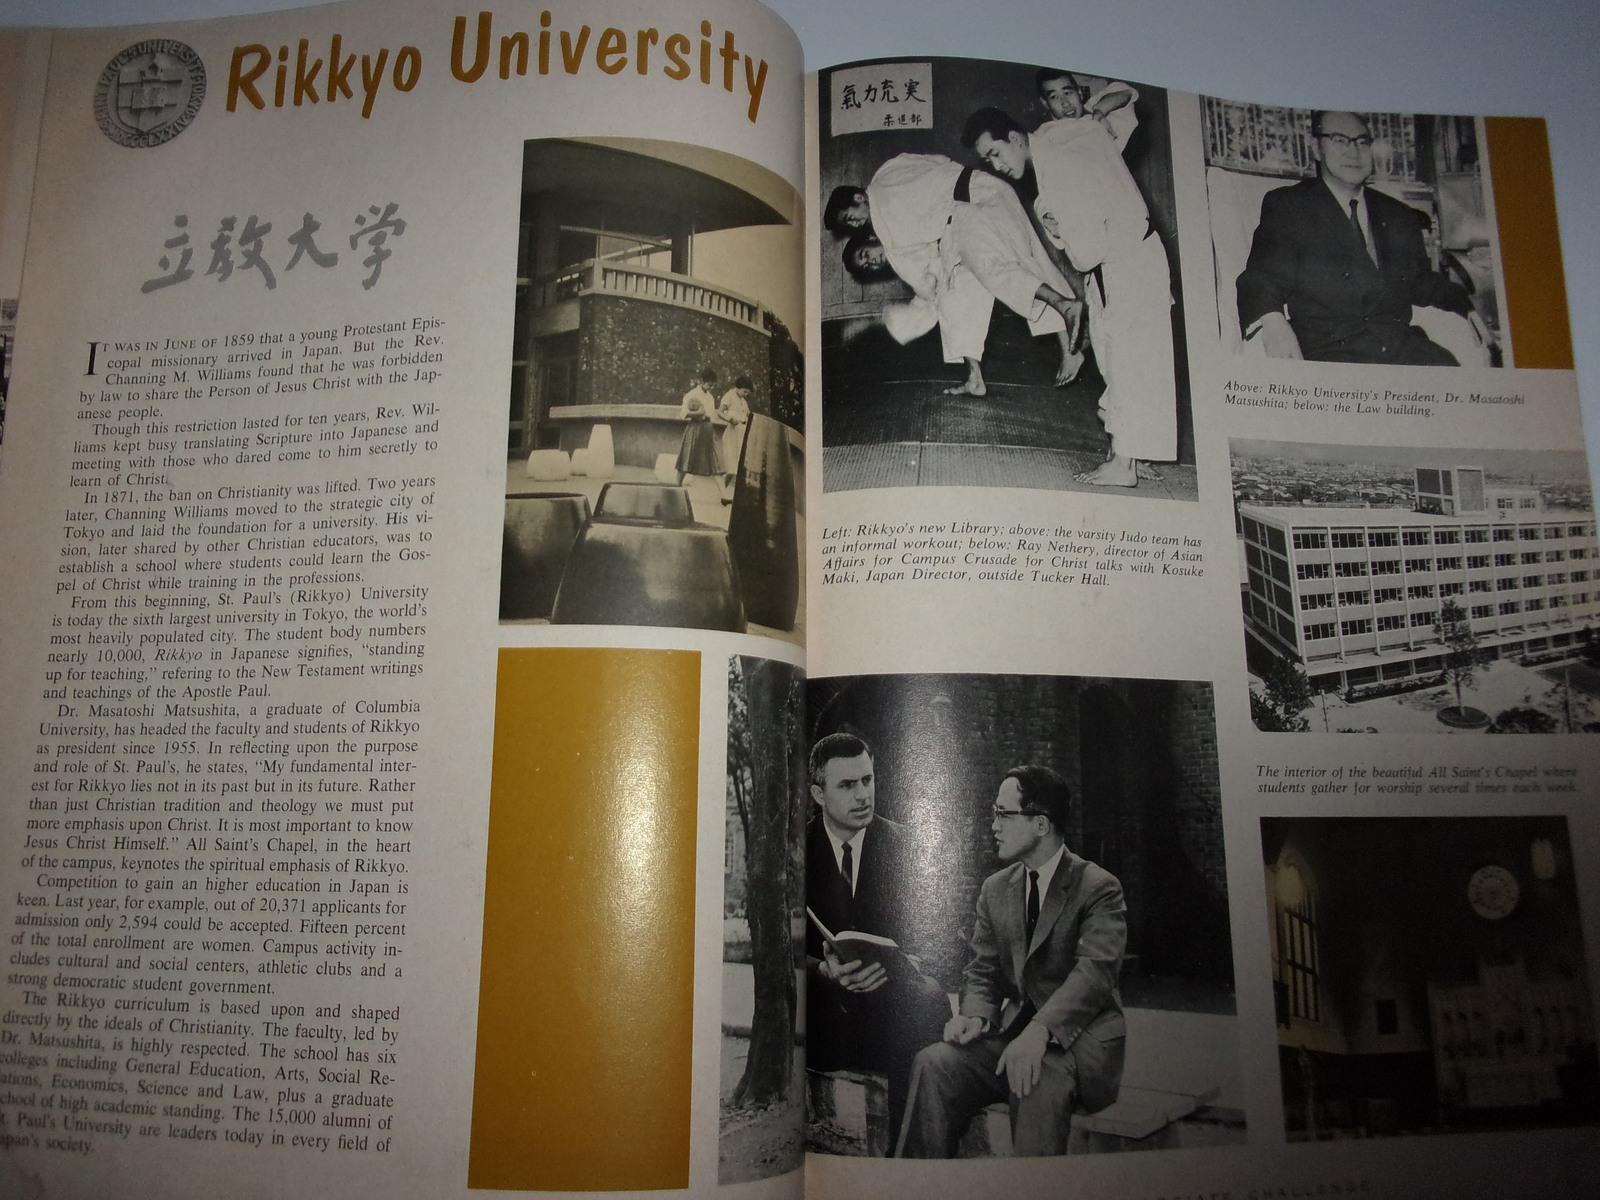 Rikkyo University
立教大学
IT WAS IN JUNE OF 1859 that a young Protestant Epis-
copal missionary arrived in Japan. But the Rev.
Channing M. Williams found that he was forbidden
by law to share the Person of Jesus Christ with the Jap-
anese people.
Though this restriction lasted for ten years, Rev. Wil-
liams kept busy translating Scripture into Japanese and
meeting with those who dared come to him secretly to
learn of Christ.
In 1871, the ban on Christianity was lifted. Two years
later, Channing Williams moved to the strategic city of
Tokyo and laid the foundation for a university. His vi-
sion, later shared by other Christian educators, was to
establish a school where students could learn the Gos-
pel of Christ while training in the professions.
From this beginning, St. Paul's (Rikkyo) University
is today the sixth largest university in Tokyo, the world's
most heavily populated city. The student body numbers
nearly 10,000, Rikkyo in Japanese signifies, "standing
up for teaching," refering to the New Testament writings
and teachings of the Apostle Paul.
Dr. Masatoshi Matsushita, a graduate of Columbia
University, has headed the faculty and students of Rikkyo
as president since 1955. In reflecting upon the purpose
and role of St. Paul's, he states, "My fundamental inter-
est for Rikkyo lies not in its past but in its future. Rather
than just Christian tradition and theology we must put
more emphasis upon Christ. It is most important to know
Jesus Christ Himself." All Saint's Chapel, in the heart
of the campus, keynotes the spiritual emphasis of Rikkyo.
Competition to gain an higher education in Japan is
keen. Last year, for example, out of 20,371 applicants for
admission only 2,594 could be accepted. Fifteen percent
of the total enrollment are women. Campus activity in-
cludes cultural and social centers, athletic clubs and a
strong democratic student government.
The Rikkyo curriculum is based upon and shaped
directly by the ideals of Christianity. The faculty, led by
Dr. Matsushita, is highly respected. The school has six
colleges including General Education, Arts, Social Re-
ations, Economics, Science and Law, plus a graduate
chool of high academic standing. The 15,000 alumni of
t. Paul's University are leaders today in every field of
apan's society.
氣力充実
柔道部
Left: Rikkyo's new Library; above: the varsity Judo team has
an informal workout; below: Ray Nethery, director of Asian
Affairs for Campus Crusade for Christ talks with Kosuke
Maki, Japan Director, outside Tucker Hall.
Above: Rikkyo University's President, Dr. Masatoshi
Matsushita; below: the Law building.
The interior of the beautiful All Saint's Chapel where
students gather for worship several times each week.
CHALLENGE